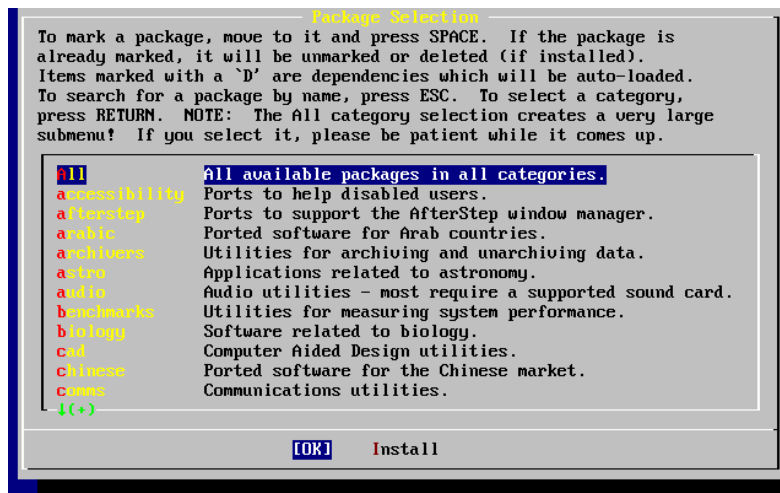 Package Selection
To mark a package, move to it and press SPACE.  If the package is
already marked, it will be unmarked or deleted (if installed).
Items marked with a `D' are dependencies which will be auto-loaded.
To search for a package by name, press ESC.  To select a category,
press RETURN.  NOTE:  The All category selection creates a very large
submenu!  If you select it, please be patient while it comes up.
All All available packages in all categories.
accessibility Ports to help disabled users.
afterstep Ports to support the AfterStep window manager.
arabic Ported software for Arab countries.
archivers Utilities for archiving and unarchiving data.
astro Applications related to astronomy.
audio Audio utilities - most require a supported sound card.
benchmarks Utilities for measuring system performance.
biology Software related to biology.
cad Computer Aided Design utilities.
chinese Ported software for the Chinese market.
comms Communications utilities.
↓(+)
[OK] Install